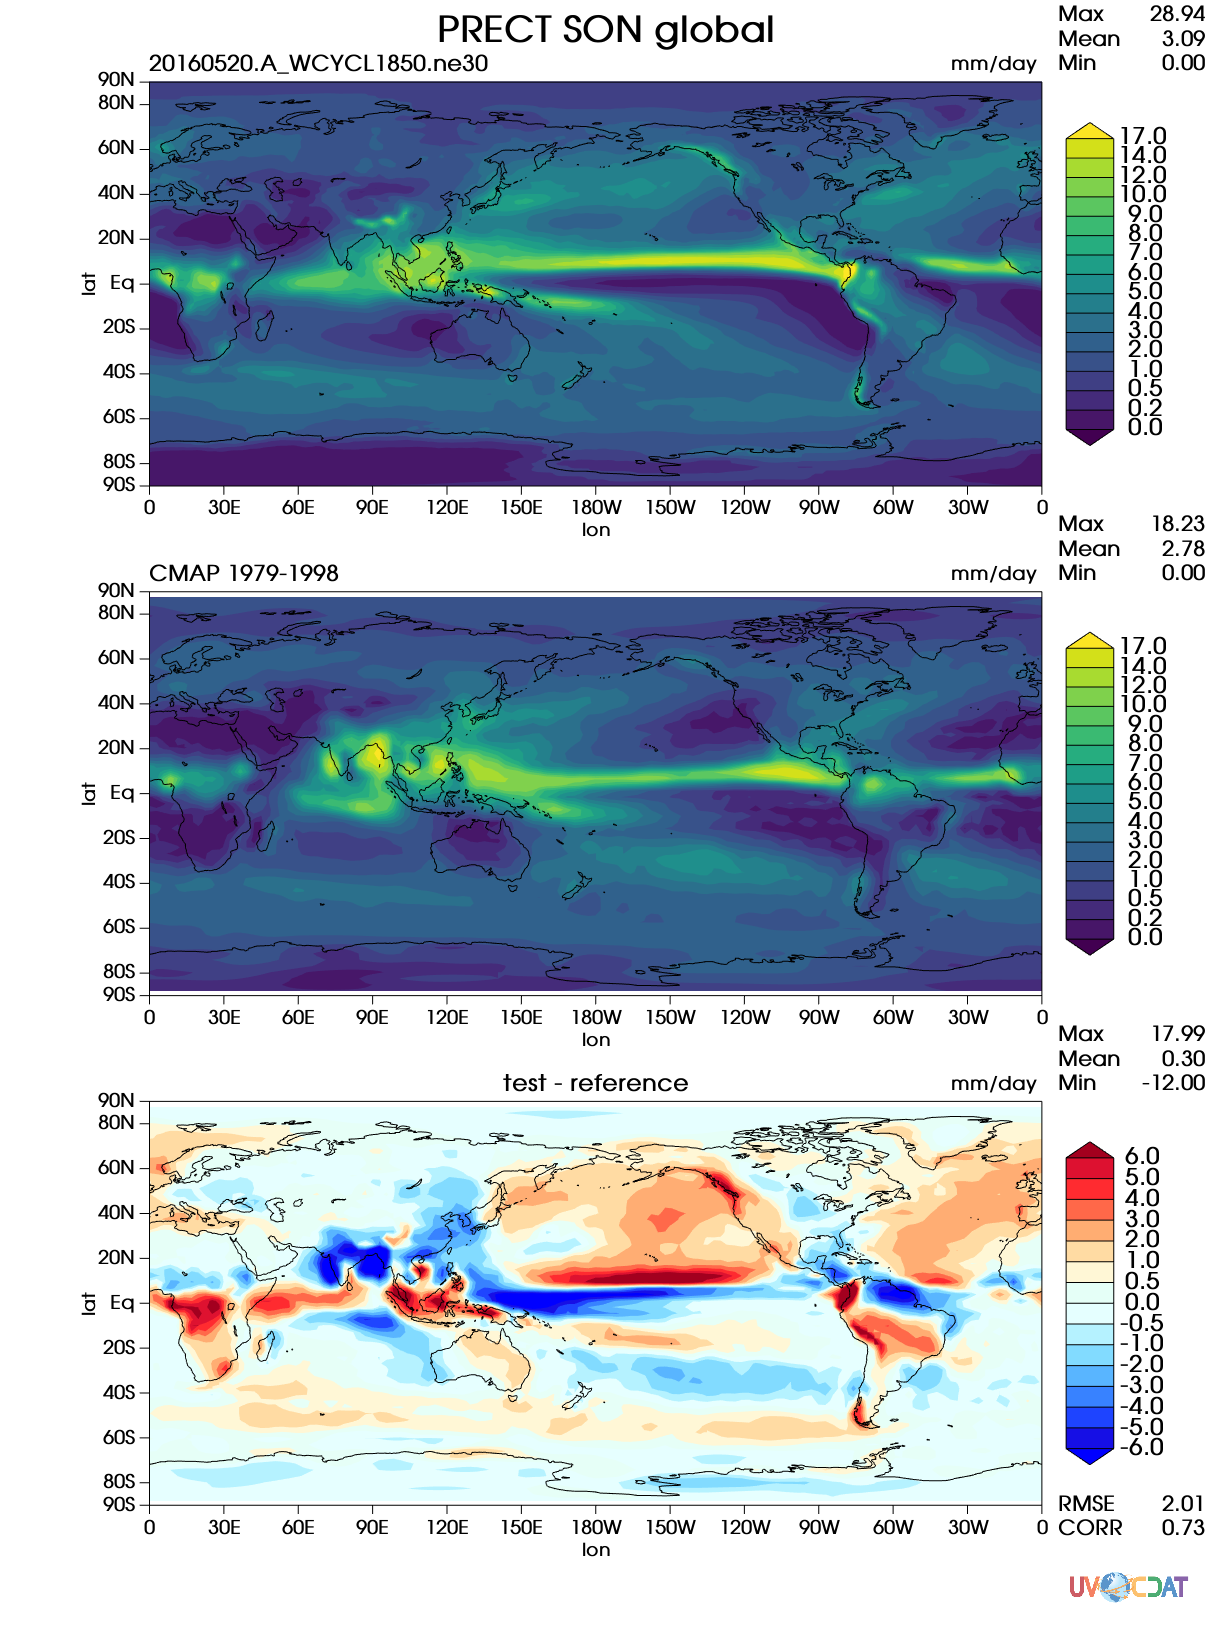 PRECT SON global
Max 28.94
Mean 3.09
Min 0.00
20160520.A_WCYCL1850.ne30 mm/day
90N
80N
60N
40N
20N
Eq
20S
40S
60S
80S
90S
lat
0 30E 60E 90E 120E 150E 180W 150W 120W 90W 60W 30W 0
lon
17.0
14.0
12.0
10.0
9.0
8.0
7.0
6.0
5.0
4.0
3.0
2.0
1.0
0.5
0.2
0.0
Max 18.23
Mean 2.78
Min 0.00
CMAP 1979-1998 mm/day
90N
80N
60N
40N
20N
Eq
20S
40S
60S
80S
90S
lat
0 30E 60E 90E 120E 150E 180W 150W 120W 90W 60W 30W 0
lon
17.0
14.0
12.0
10.0
9.0
8.0
7.0
6.0
5.0
4.0
3.0
2.0
1.0
0.5
0.2
0.0
Max 17.99
Mean 0.30
Min -12.00
test - reference mm/day
90N
80N
60N
40N
20N
Eq
20S
40S
60S
80S
90S
lat
0 30E 60E 90E 120E 150E 180W 150W 120W 90W 60W 30W 0
lon
6.0
5.0
4.0
3.0
2.0
1.0
0.5
0.0
-0.5
-1.0
-2.0
-3.0
-4.0
-5.0
-6.0
RMSE 2.01
CORR 0.73
UV CDAT